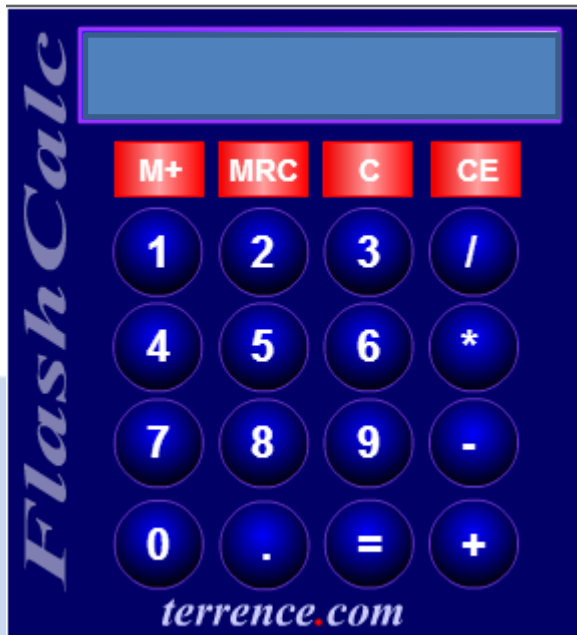 FlashCalc
M+ MRC C CE
1 2 3 /
4 5 6 *
7 8 9 -
0 . = +
terrence.com